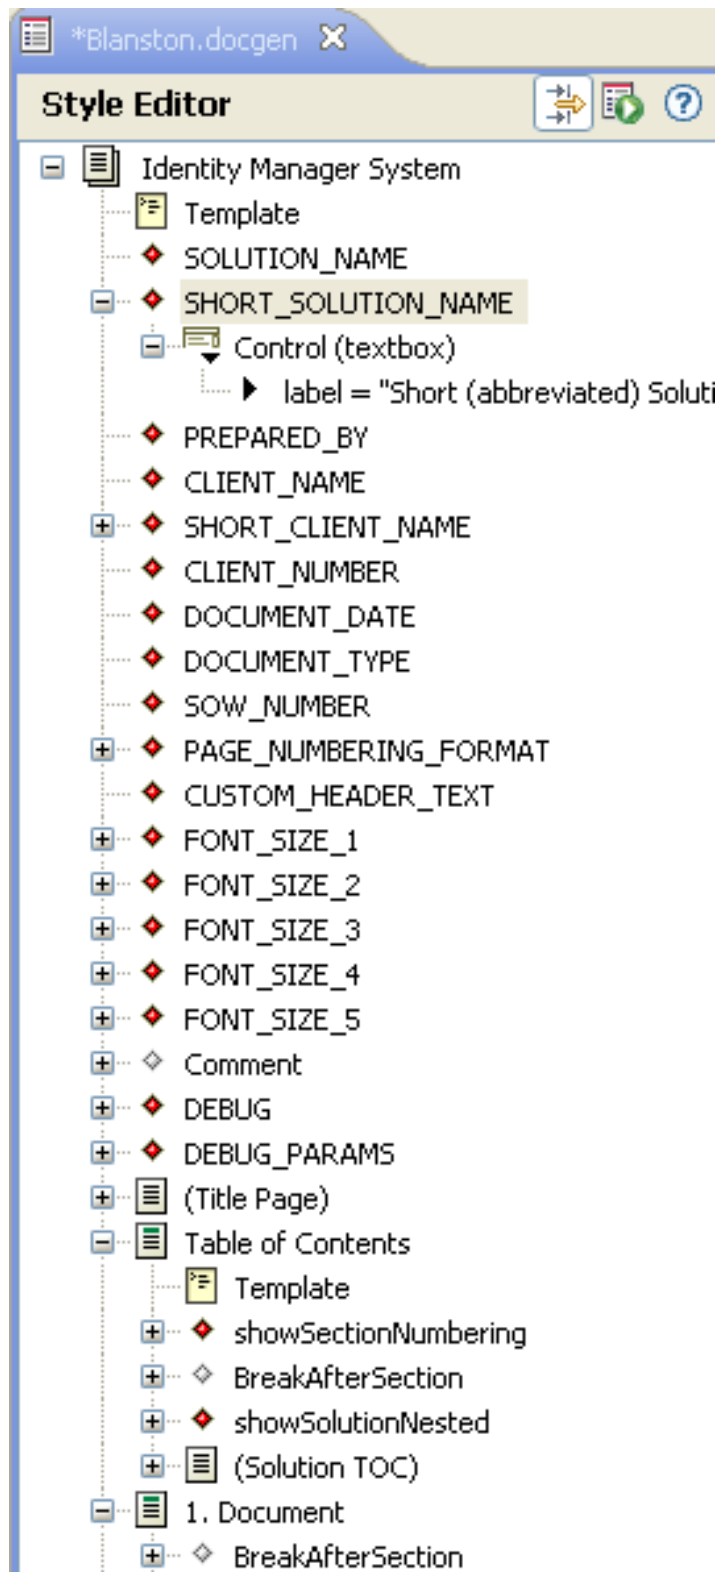 *Blanston.docgen
Style Editor
Identity Manager System
Template
SOLUTION_NAME
SHORT_SOLUTION_NAME
Control (textbox)
label = "Short (abbreviated) Soluti
PREPARED_BY
CLIENT_NAME
SHORT_CLIENT_NAME
CLIENT_NUMBER
DOCUMENT_DATE
DOCUMENT_TYPE
SOW_NUMBER
PAGE_NUMBERING_FORMAT
CUSTOM_HEADER_TEXT
FONT_SIZE_1
FONT_SIZE_2
FONT_SIZE_3
FONT_SIZE_4
FONT_SIZE_5
Comment
DEBUG
DEBUG_PARAMS
(Title Page)
Table of Contents
Template
showSectionNumbering
BreakAfterSection
showSolutionNested
(Solution TOC)
1. Document
BreakAfterSection